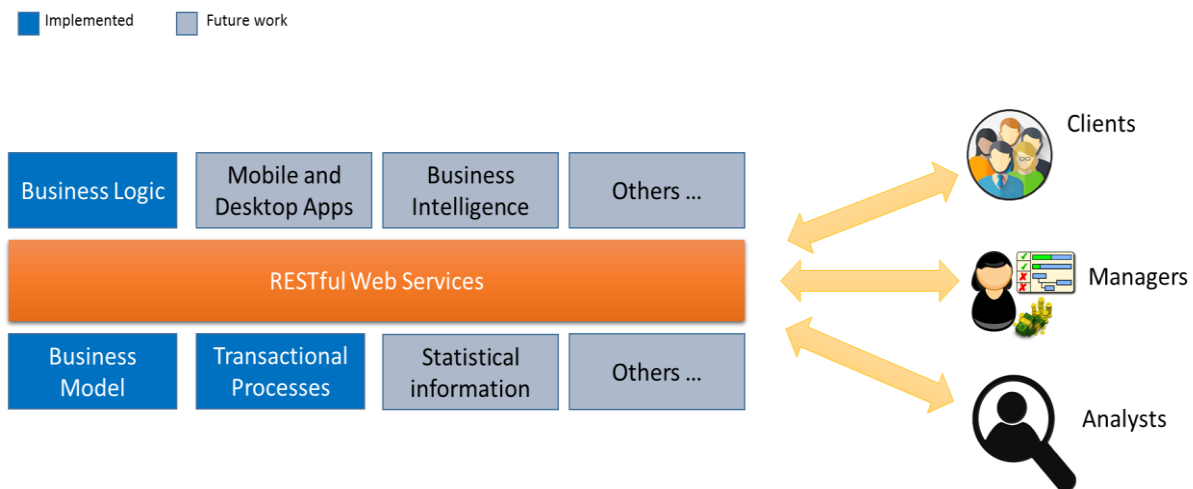 Implemented
Future work
Clients
Business Logic
Mobile and
Desktop Apps
Business
Intelligence
Others ...
RESTful Web Services
Managers
Business
Model
Transactional
Processes
Statistical
information
Others ...
Analysts